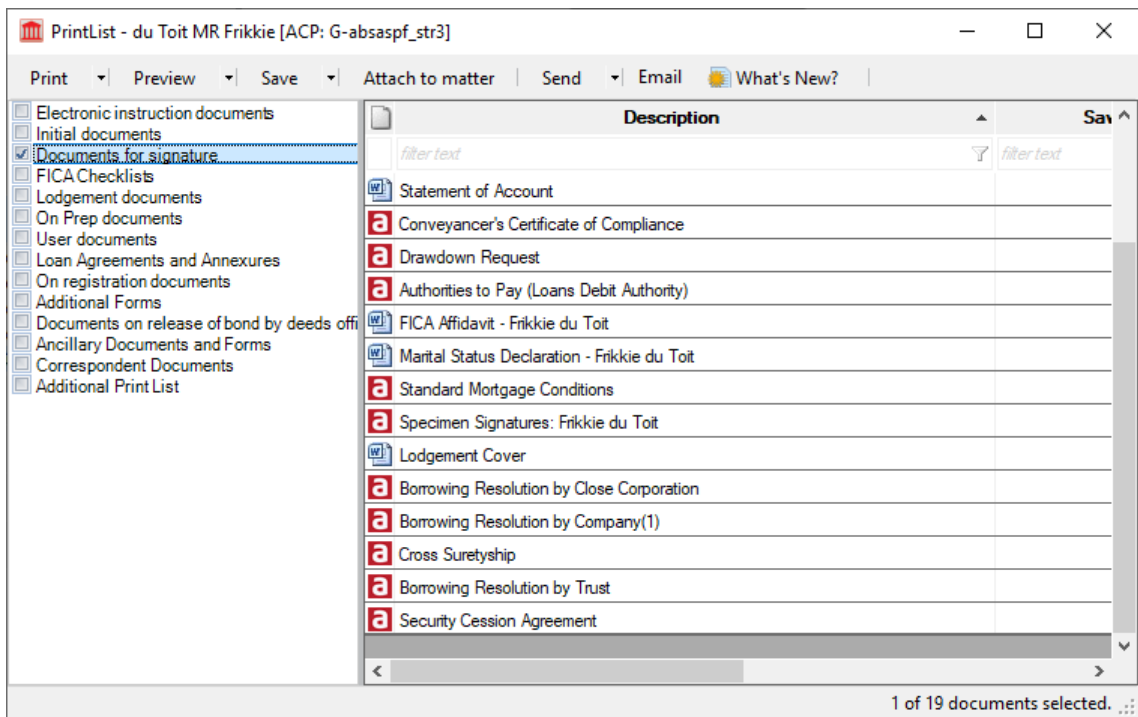 PrintList - du Toit MR Frikkie [ACP: G-absaspf_str3]
Print Preview Save Attach to matter Send Email What's New?
Electronic instruction documents
Initial documents
Documents for signature
FICA Checklists
Lodgement documents
On Prep documents
User documents
Loan Agreements and Annexures
On registration documents
Additional Forms
Documents on release of bond by deeds offi
Ancillary Documents and Forms
Correspondent Documents
Additional Print List
Description Sav
filter text filter text
Statement of Account
Conveyancer's Certificate of Compliance
Drawdown Request
Authorities to Pay (Loans Debit Authority)
FICA Affidavit - Frikkie du Toit
Marital Status Declaration - Frikkie du Toit
Standard Mortgage Conditions
Specimen Signatures: Frikkie du Toit
Lodgement Cover
Borrowing Resolution by Close Corporation
Borrowing Resolution by Company(1)
Cross Suretyship
Borrowing Resolution by Trust
Security Cession Agreement
1 of 19 documents selected.